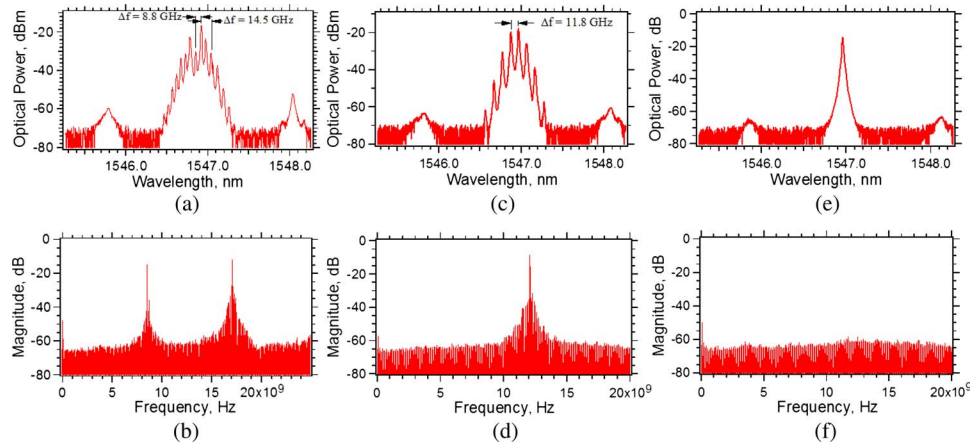 Δf = 8.8 GHz
Δf = 14.5 GHz
Optical Power, dBm
-20
-40
-60
-80
1546.0 1547.0 1548.0
Wavelength, nm
(a)
Δf = 11.8 GHz
Optical Power, dBm
-20
-40
-60
-80
1546.0 1547.0 1548.0
Wavelength, nm
(c)
Optical Power, dB
0
-20
-40
-60
-80
1546.0 1547.0 1548.0
Wavelength, nm
(e)
Magnitude, dB
0
-20
-40
-60
-80
0 5 10 15 20x10⁹
Frequency, Hz
(b)
Magnitude, dB
0
-20
-40
-60
-80
0 5 10 15 20x10⁹
Frequency, Hz
(d)
Magnitude, dB
0
-20
-40
-60
-80
0 5 10 15 20x10⁹
Frequency, Hz
(f)